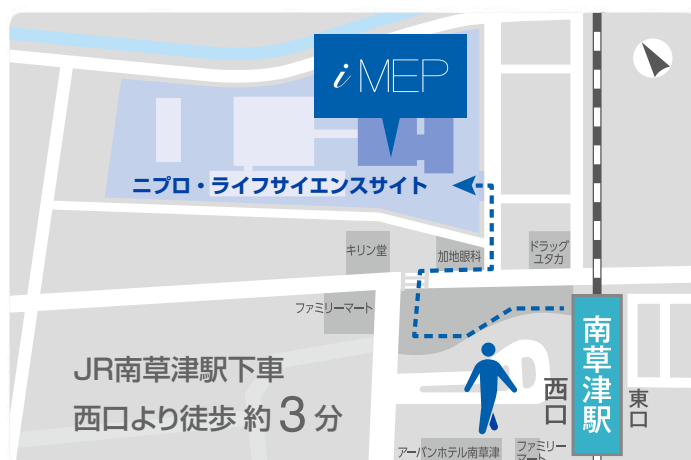 i MEP
ニプロ・ライフサイエンスサイト
キリン堂
加地眼科
ドラッグ
ユタカ
ファミリーマート
南草津駅
西口
東口
JR南草津駅下車
西口より徒歩 約 3 分
アーバンホテル南草津
ファミリー
マート